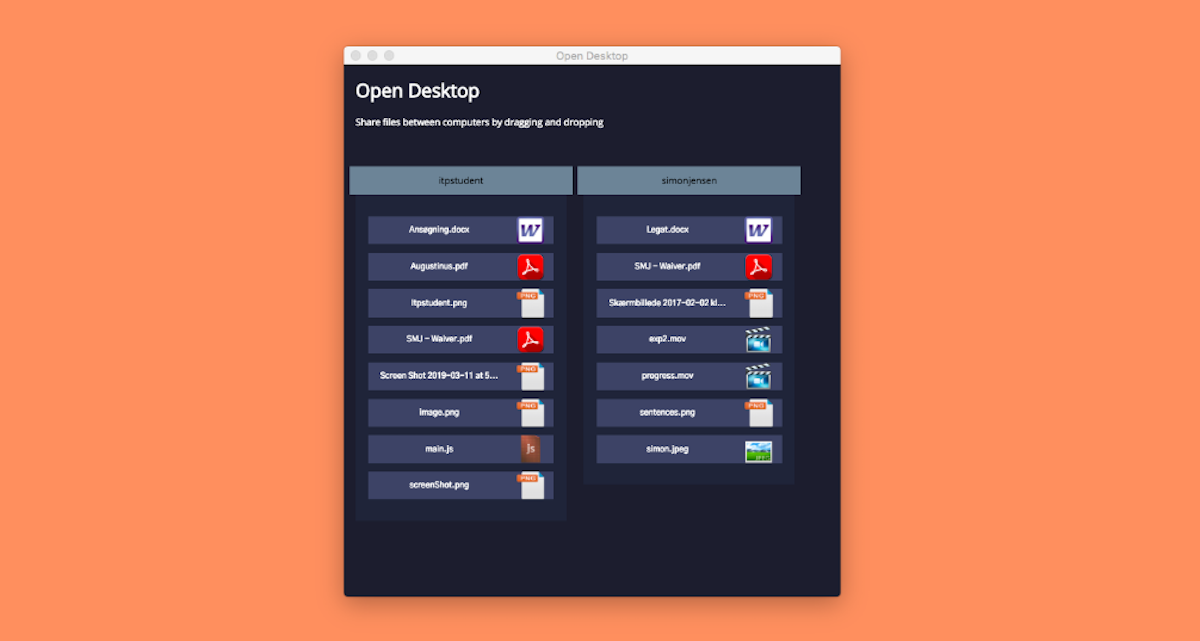 Open Desktop
Open Desktop
Share files between computers by dragging and dropping
itpstudent
Ansøgning.docx
W
Augustinus.pdf
itpstudent.png
PNG
SMJ - Waiver.pdf
Screen Shot 2019-03-11 at 5...
PNG
image.png
PNG
main.js
js
screenShot.png
PNG
simonjensen
Legat.docx
W
SMJ - Waiver.pdf
Skærmbillede 2017-02-02 kl...
PNG
exp2.mov
progress.mov
sentences.png
PNG
simon.jpeg
JPEG